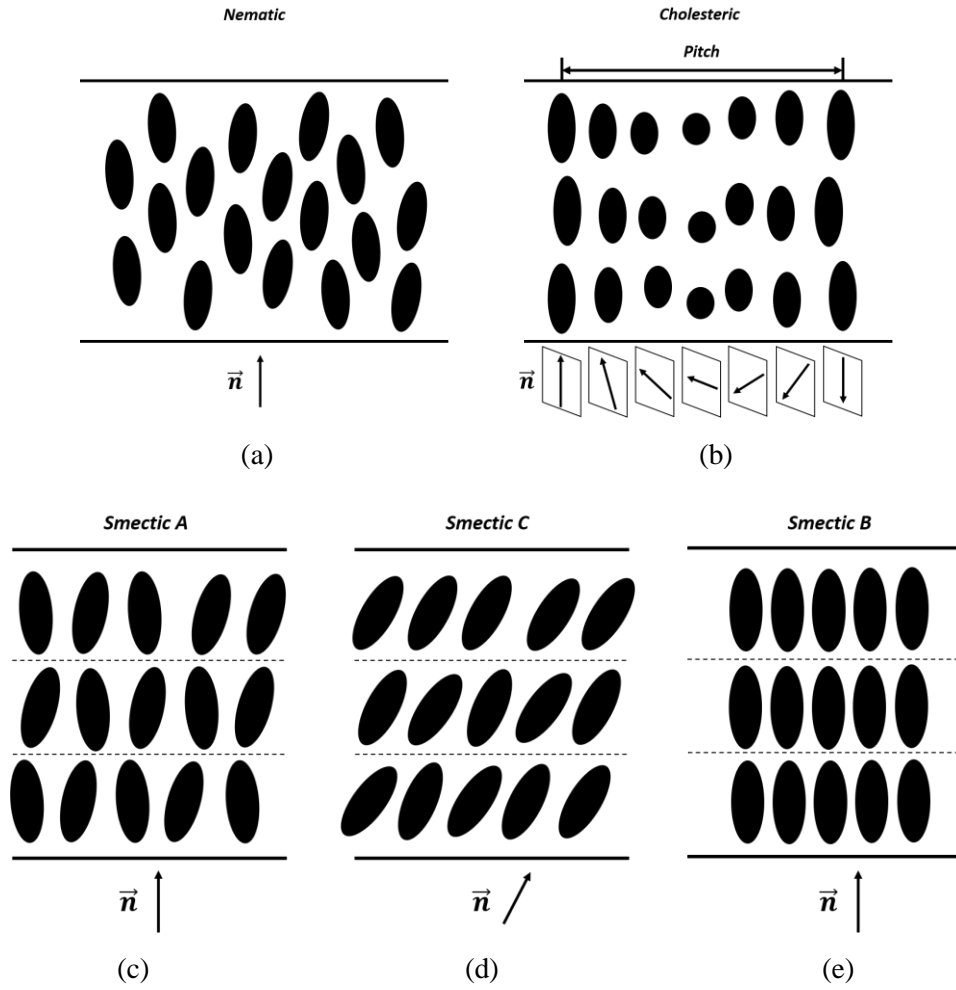 Nematic
Cholesteric
Pitch
n⃗
n⃗
(a)
(b)
Smectic A
Smectic C
Smectic B
n⃗
n⃗
n⃗
(c)
(d)
(e)